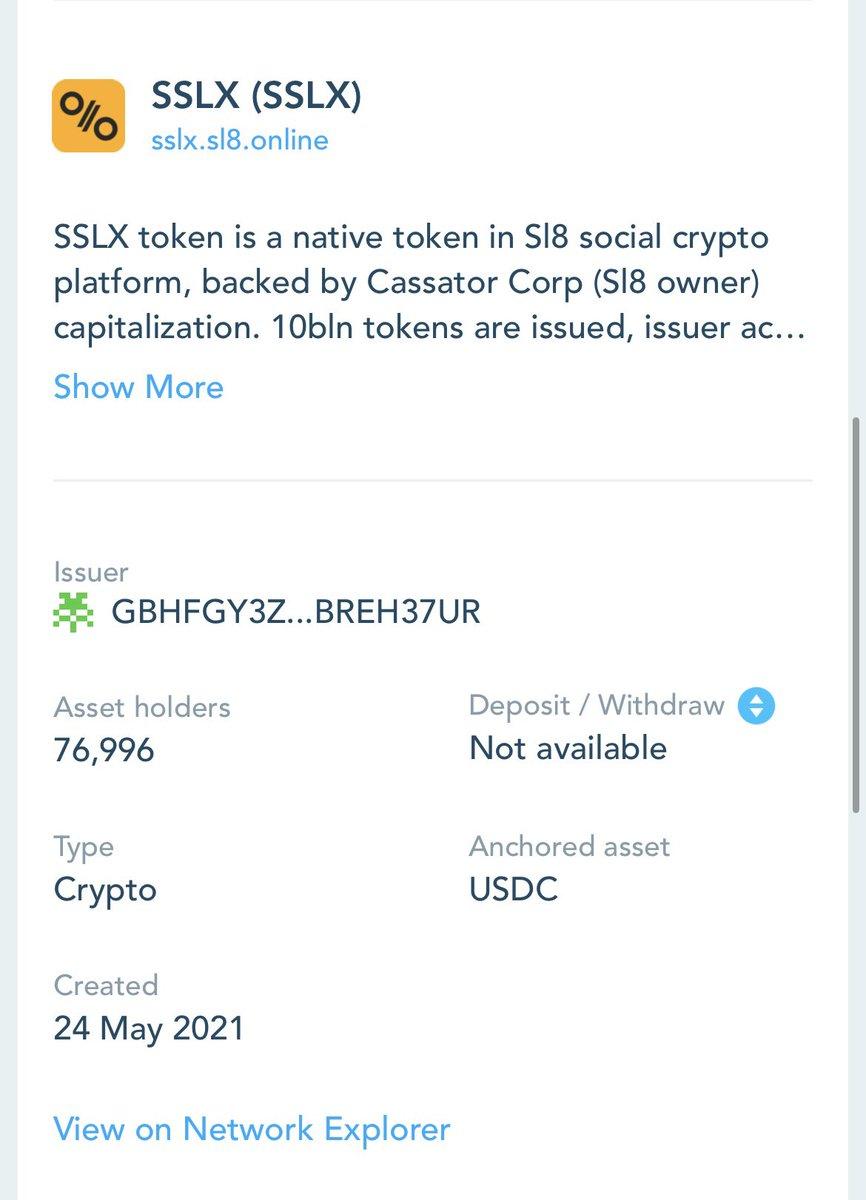 SSLX (SSLX)
sslx.sl8.online
SSLX token is a native token in Sl8 social crypto
platform, backed by Cassator Corp (Sl8 owner)
capitalization. 10bln tokens are issued, issuer ac...
Show More
Issuer
GBHFGY3Z...BREH37UR
Asset holders
76,996
Deposit / Withdraw
Not available
Type
Crypto
Anchored asset
USDC
Created
24 May 2021
View on Network Explorer